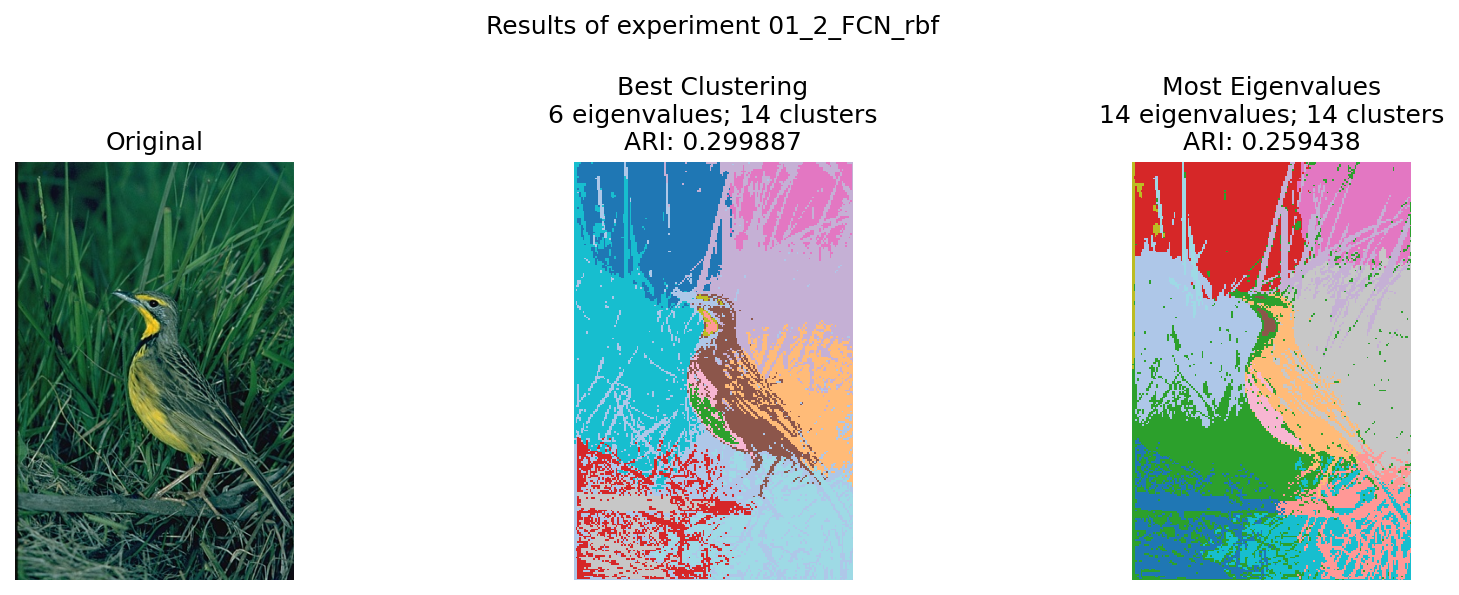 Results of experiment 01_2_FCN_rbf
Original
Best Clustering
6 eigenvalues; 14 clusters
ARI: 0.299887
Most Eigenvalues
14 eigenvalues; 14 clusters
ARI: 0.259438